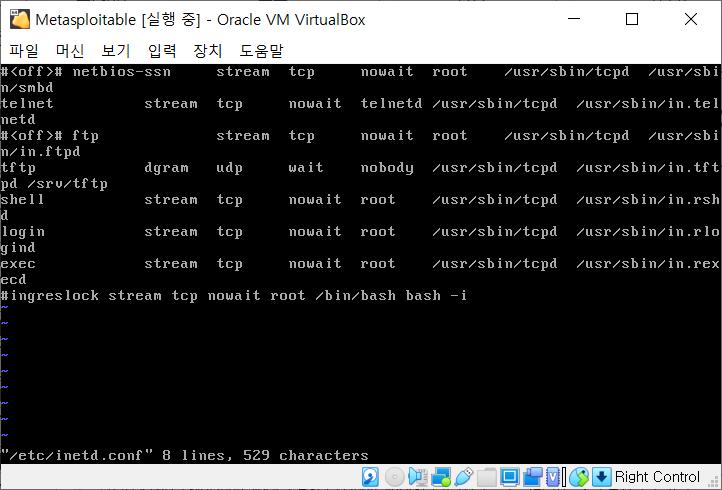 Metasploitable [실행 중] - Oracle VM VirtualBox
파일 머신 보기 입력 장치 도움말
#<off># netbios-ssn     stream  tcp     nowait  root    /usr/sbin/tcpd  /usr/sbi
n/smbd
telnet          stream  tcp     nowait  telnetd /usr/sbin/tcpd  /usr/sbin/in.tel
netd
#<off># ftp             stream  tcp     nowait  root    /usr/sbin/tcpd  /usr/sbi
n/in.ftpd
tftp            dgram   udp     wait    nobody  /usr/sbin/tcpd  /usr/sbin/in.tft
pd /srv/tftp
shell           stream  tcp     nowait  root    /usr/sbin/tcpd  /usr/sbin/in.rsh
d
login           stream  tcp     nowait  root    /usr/sbin/tcpd  /usr/sbin/in.rlo
gind
exec            stream  tcp     nowait  root    /usr/sbin/tcpd  /usr/sbin/in.rex
ecd
#ingreslock stream tcp nowait root /bin/bash bash -i
~
~
~
~
~
~
~
~
~
"/etc/inetd.conf" 8 lines, 529 characters
Right Control